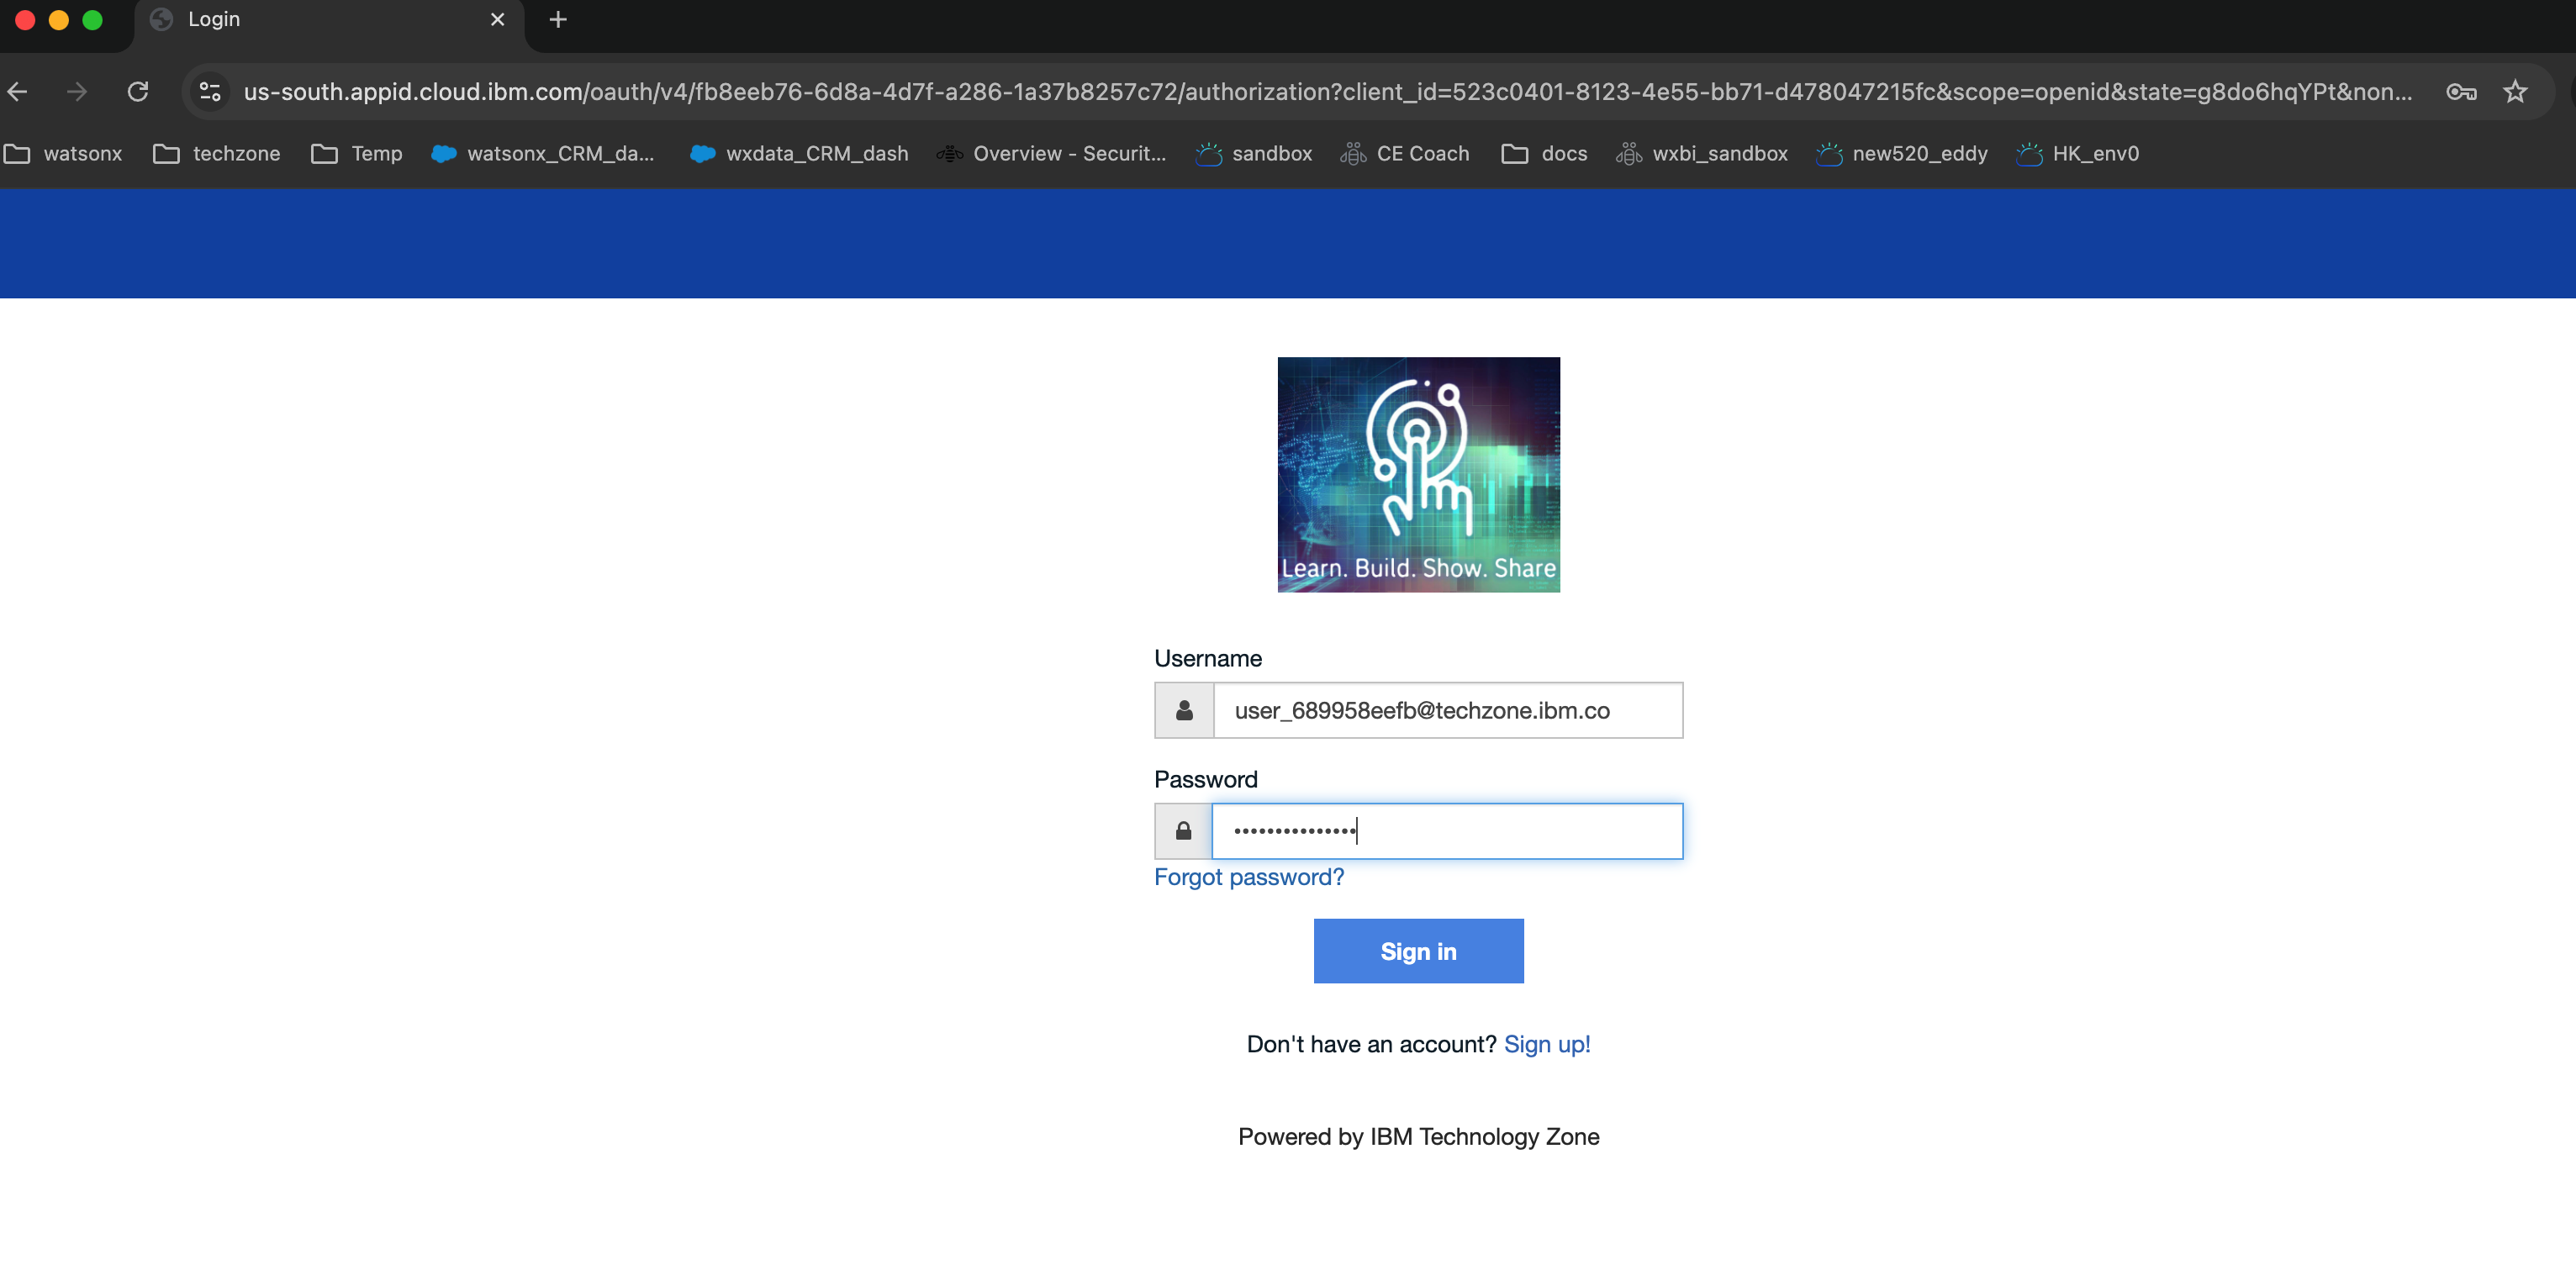 Login
us-south.appid.cloud.ibm.com/oauth/v4/fb8eeb76-6d8a-4d7f-a286-1a37b8257c72/authorization?client_id=523c0401-8123-4e55-bb71-d478047215fc&scope=openid&state=g8do6hqYPt&non...
watsonx techzone Temp watsonx_CRM_da... wxdata_CRM_dash Overview - Securit... sandbox CE Coach docs wxbi_sandbox new520_eddy HK_env0
Learn. Build. Show. Share
Username
user_689958eefb@techzone.ibm.co
Password
Forgot password?
Sign in
Don't have an account? Sign up!
Powered by IBM Technology Zone